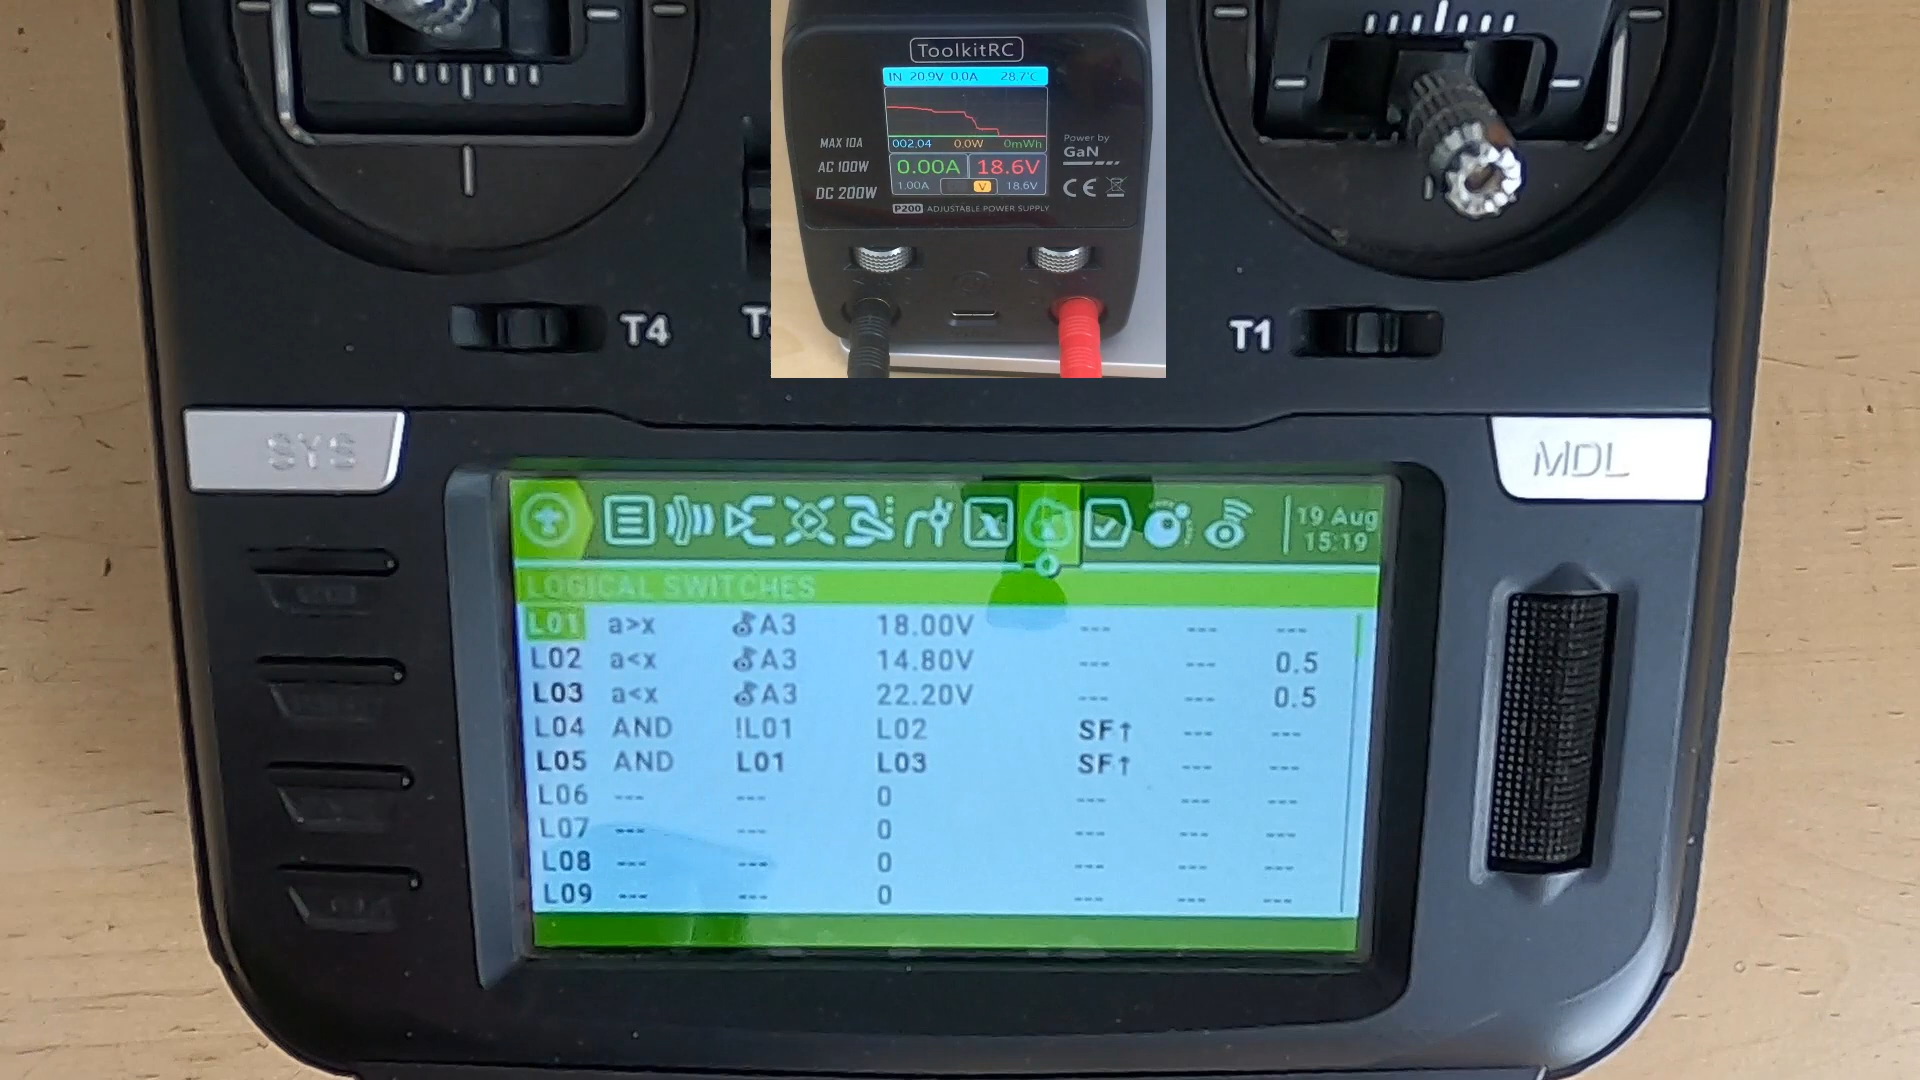 ToolkitRC
IN 20.9V 0.0A 28.7°C
MAX 10A
AC 100W
DC 200W
Power by
GaN
002.04 0.0W 0mWh
0.00A 18.6V
1.00A V 18.6V
CE
P200 ADJUSTABLE POWER SUPPLY
T4
T1
SYS
MDL
19 Aug
15:19
LOGICAL SWITCHES
L01 a>x A3 18.00V --- --- ---
L02 a<x A3 14.80V --- --- 0.5
L03 a<x A3 22.20V --- --- 0.5
L04 AND !L01 L02 SF↑ --- ---
L05 AND L01 L03 SF↑ --- ---
L06 --- --- 0 --- --- ---
L07 --- --- 0 --- --- ---
L08 --- --- 0 --- --- ---
L09 --- --- 0 --- --- ---